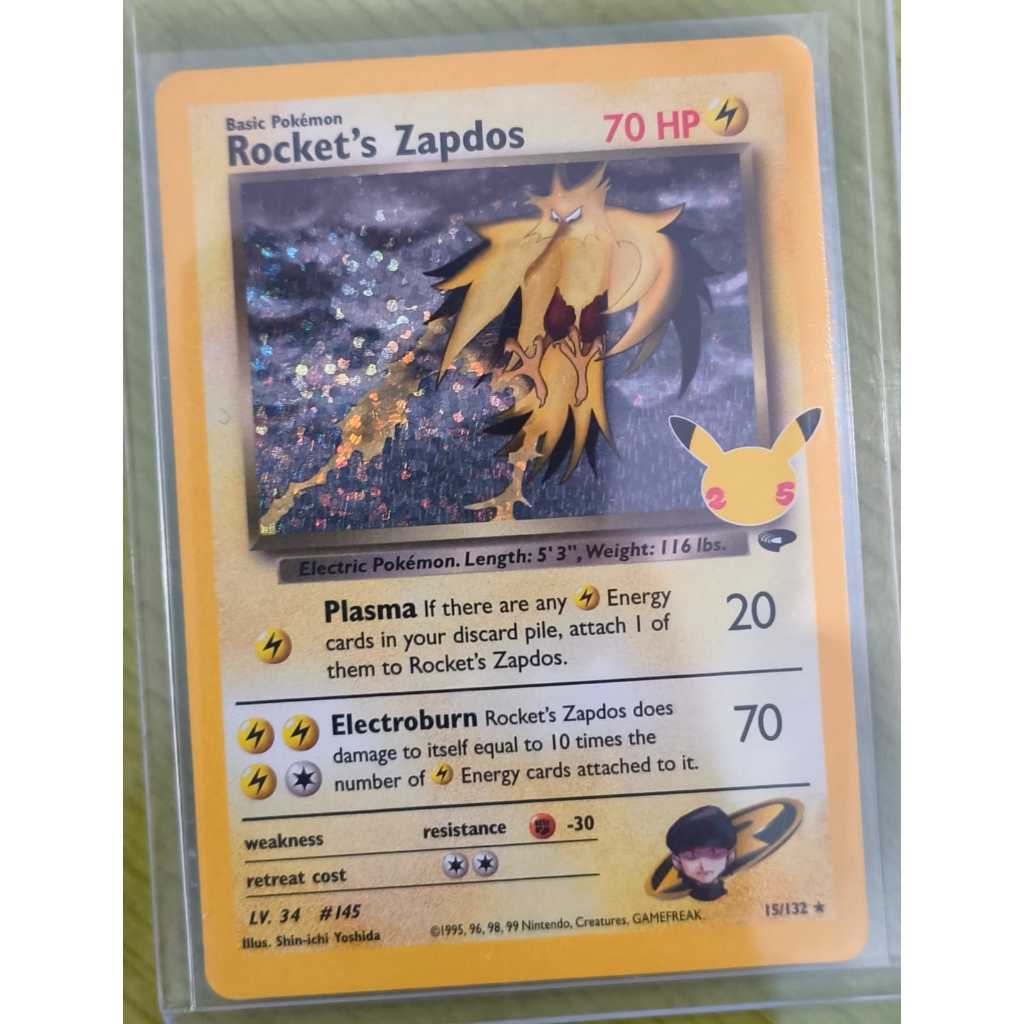 Basic Pokémon
Rocket's Zapdos 70 HP
25
Electric Pokémon. Length: 5' 3", Weight: 116 lbs.
Plasma If there are any Energy
cards in your discard pile, attach 1 of
them to Rocket's Zapdos.
20
Electroburn Rocket's Zapdos does
damage to itself equal to 10 times the
number of Energy cards attached to it.
70
weakness resistance -30
retreat cost
LV. 34 #145
Illus. Shin-ichi Yoshida
©1995, 96, 98, 99 Nintendo, Creatures, GAMEFREAK.
15/132 ★